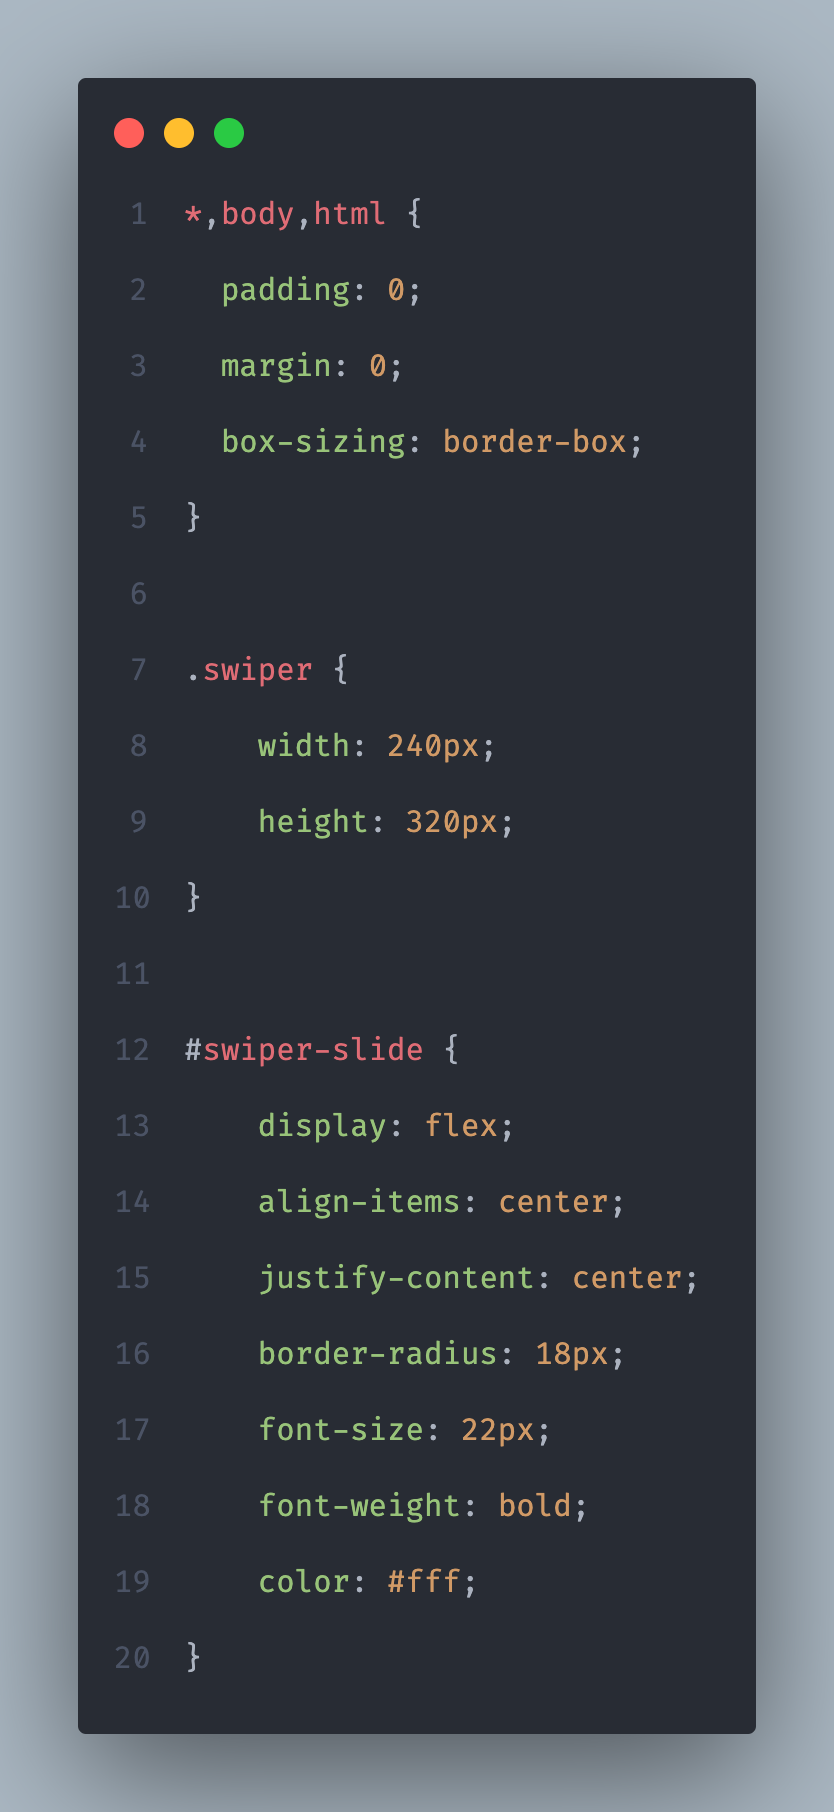 1 *,body,html {
2   padding: 0;
3   margin: 0;
4   box-sizing: border-box;
5 }
6
7 .swiper {
8     width: 240px;
9     height: 320px;
10 }
11
12 #swiper-slide {
13     display: flex;
14     align-items: center;
15     justify-content: center;
16     border-radius: 18px;
17     font-size: 22px;
18     font-weight: bold;
19     color: #fff;
20 }